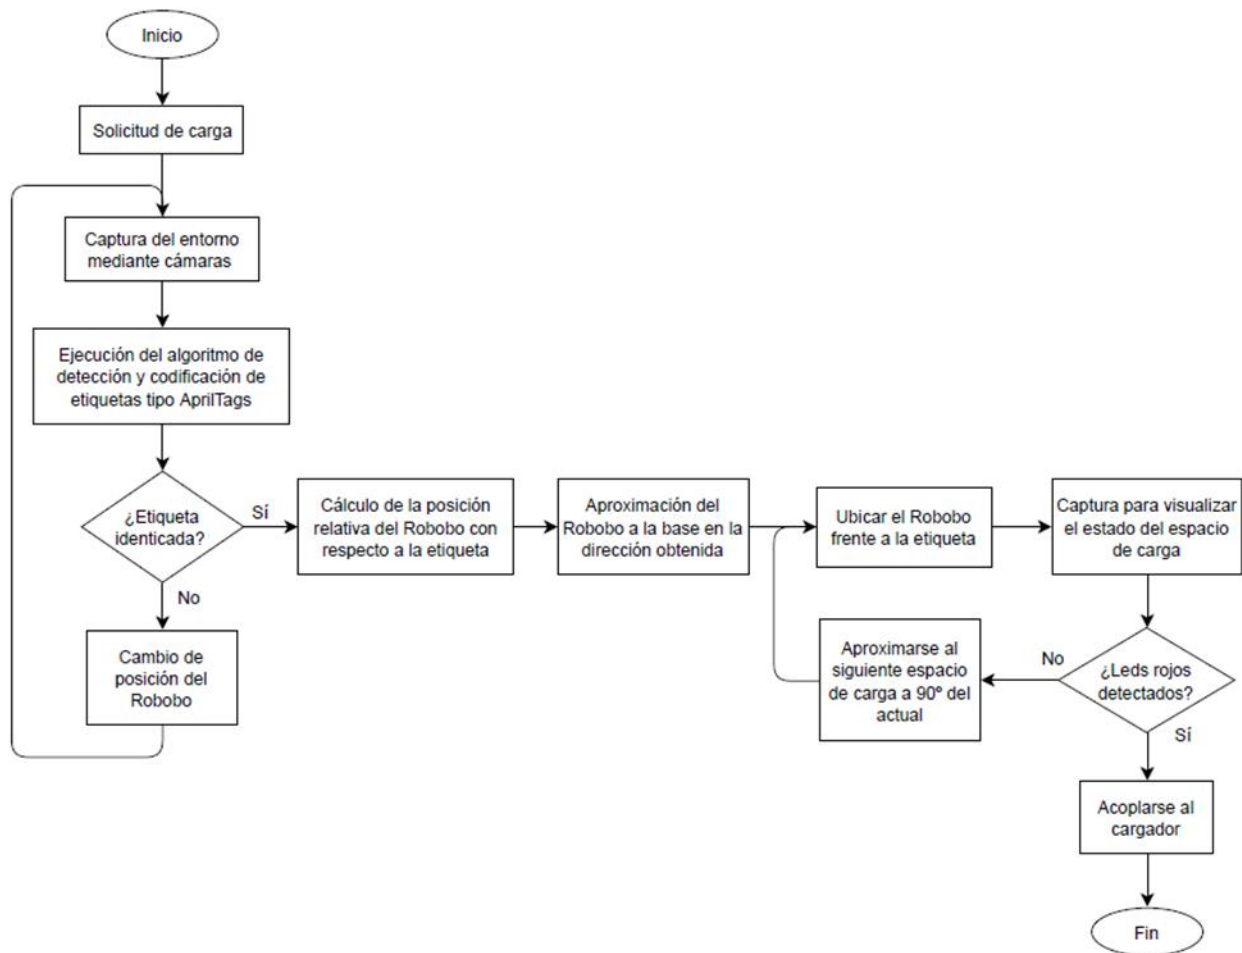 Inicio
Solicitud de carga
Captura del entorno
mediante cámaras
Ejecución del algoritmo de
detección y codificación de
etiquetas tipo AprilTags
¿Etiqueta
identicada?
Sí
No
Cambio de
posición del
Robobo
Cálculo de la posición
relativa del Robobo con
respecto a la etiqueta
Aproximación del
Robobo a la base en la
dirección obtenida
Ubicar el Robobo
frente a la etiqueta
Captura para visualizar
el estado del espacio
de carga
¿Leds rojos
detectados?
No
Aproximarse al
siguiente espacio
de carga a 90º del
actual
Sí
Acoplarse al
cargador
Fin